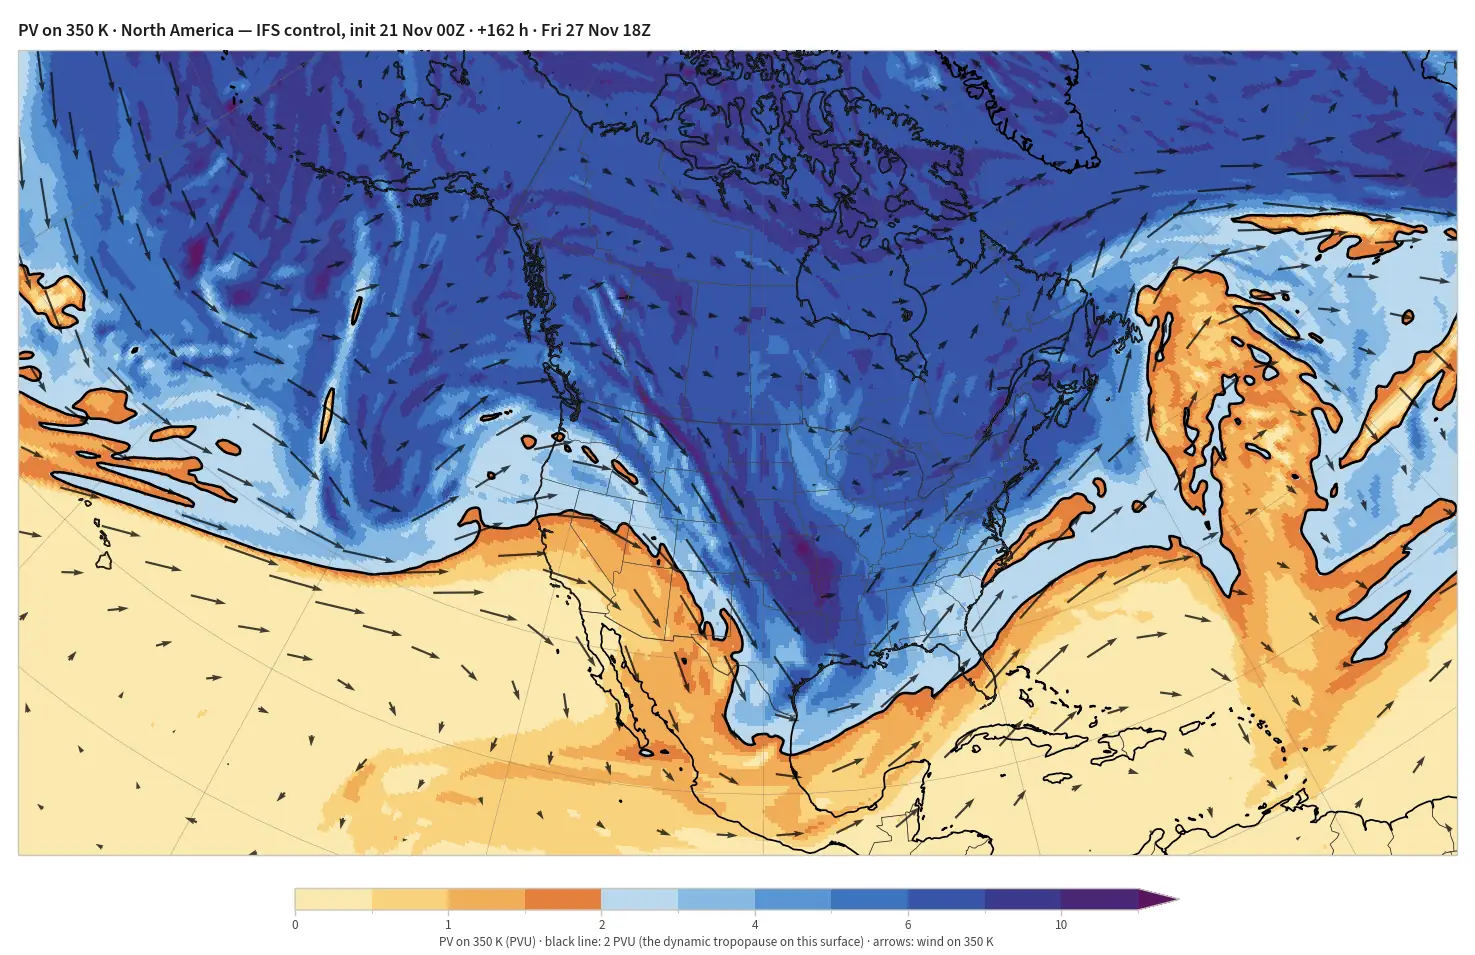 PV on 350 K · North America — IFS control, init 21 Nov 00Z · +162 h · Fri 27 Nov 18Z
0 1 2 4 6 10
PV on 350 K (PVU) · black line: 2 PVU (the dynamic tropopause on this surface) · arrows: wind on 350 K